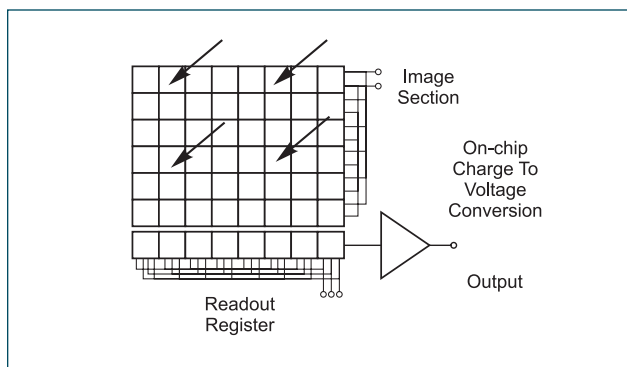 Image
Section
On-chip
Charge To
Voltage
Conversion
Output
Readout
Register